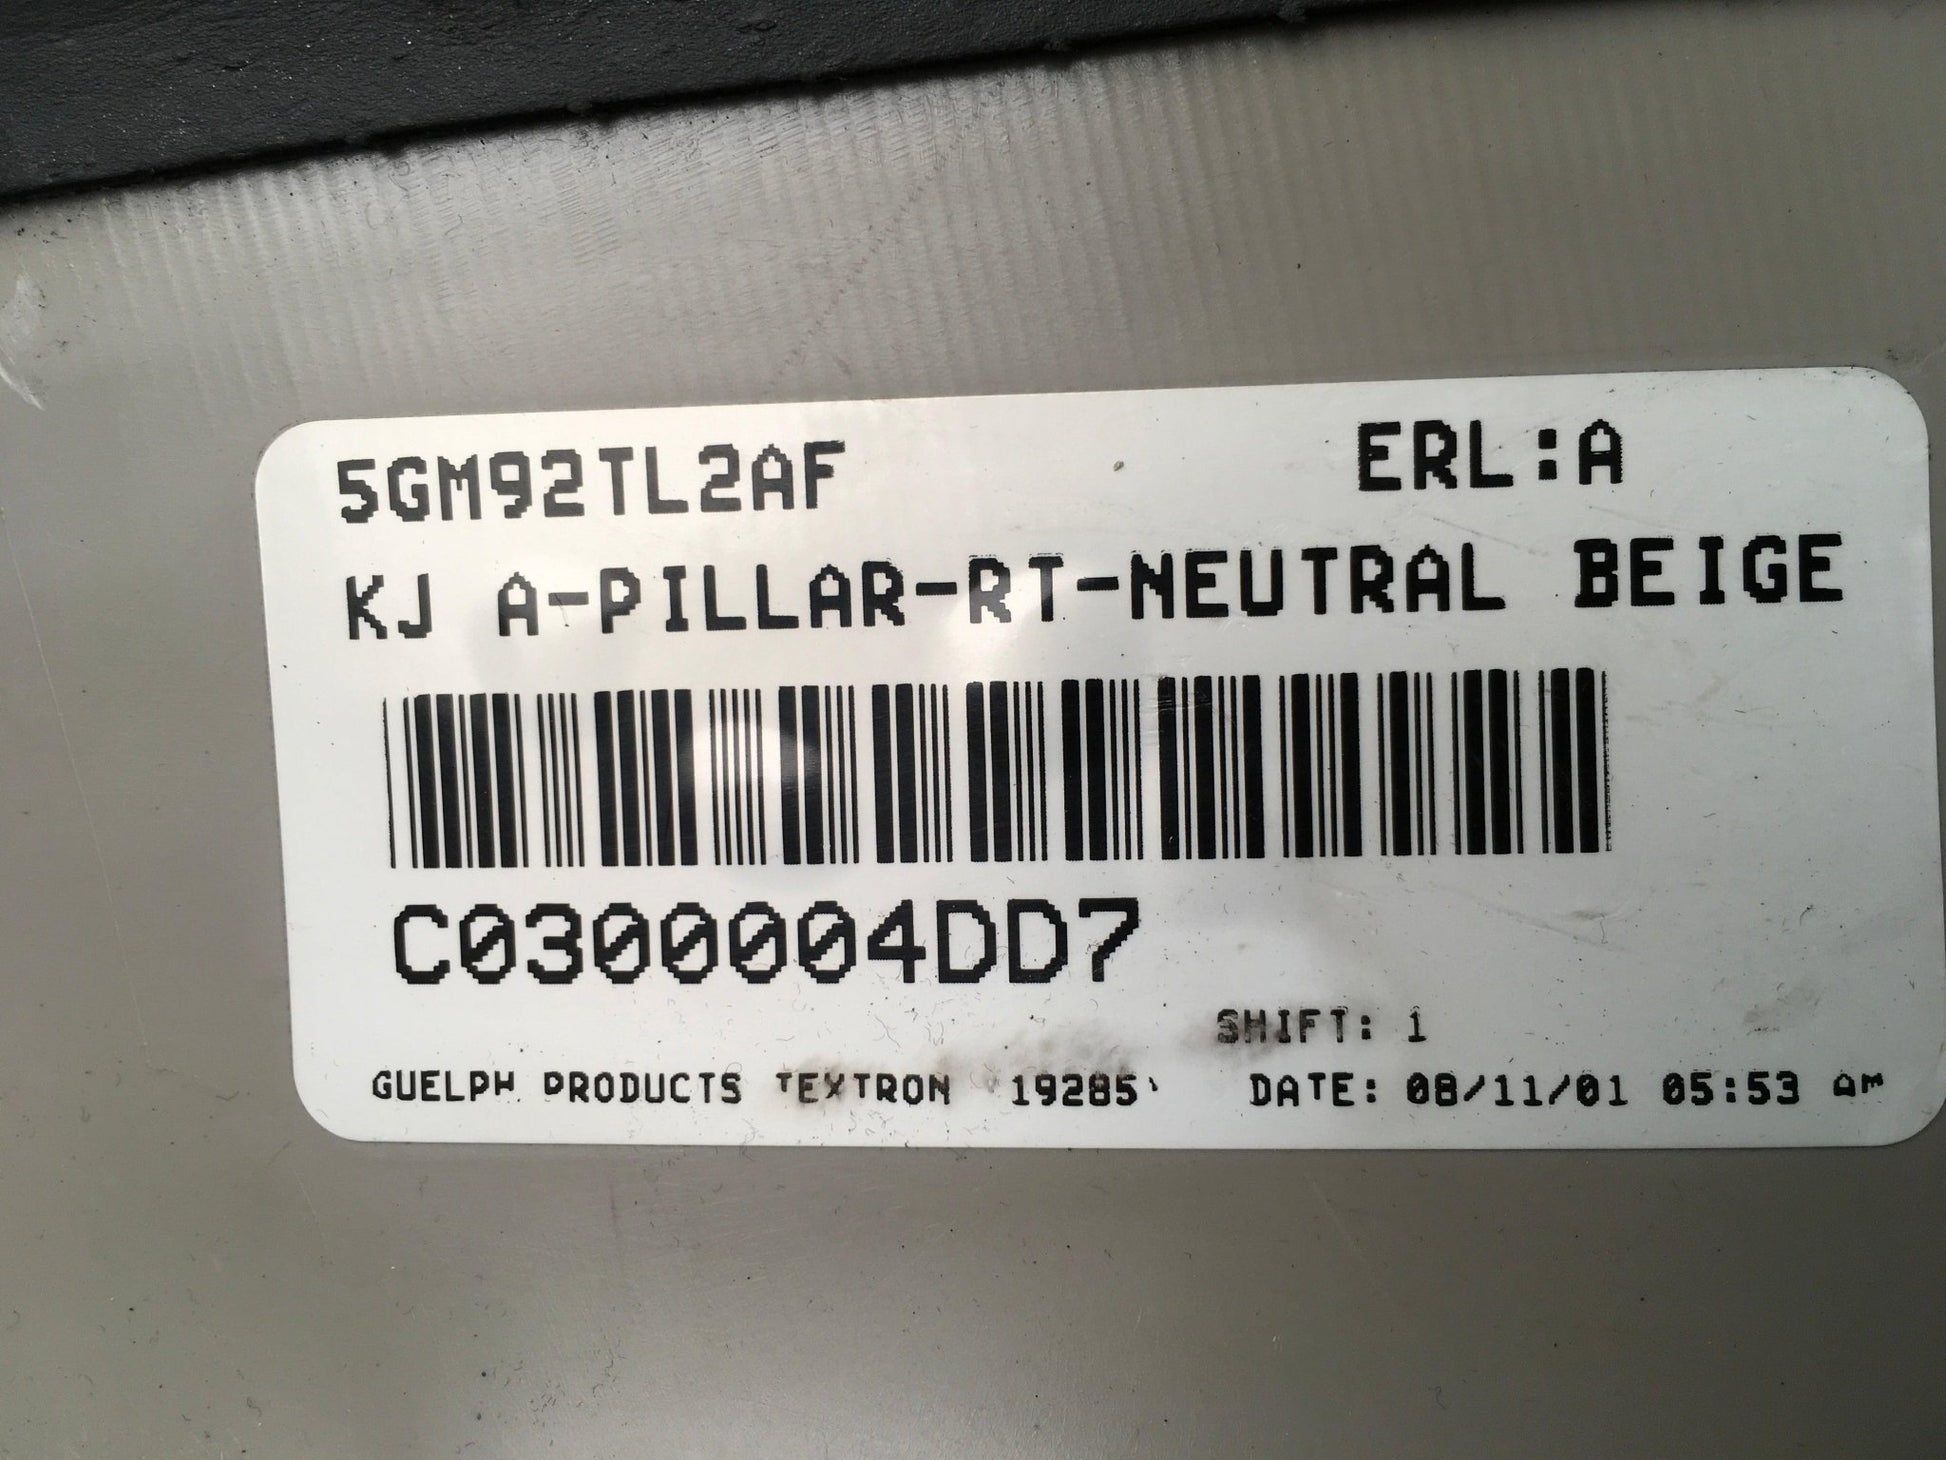 5GM92TL2AF ERL:A
KJ A-PILLAR-RT-NEUTRAL BEIGE
C0300004DD7
SHIFT: 1
GUELPH PRODUCTS TEXTRON (19285) DATE: 08/11/01 05:53 am